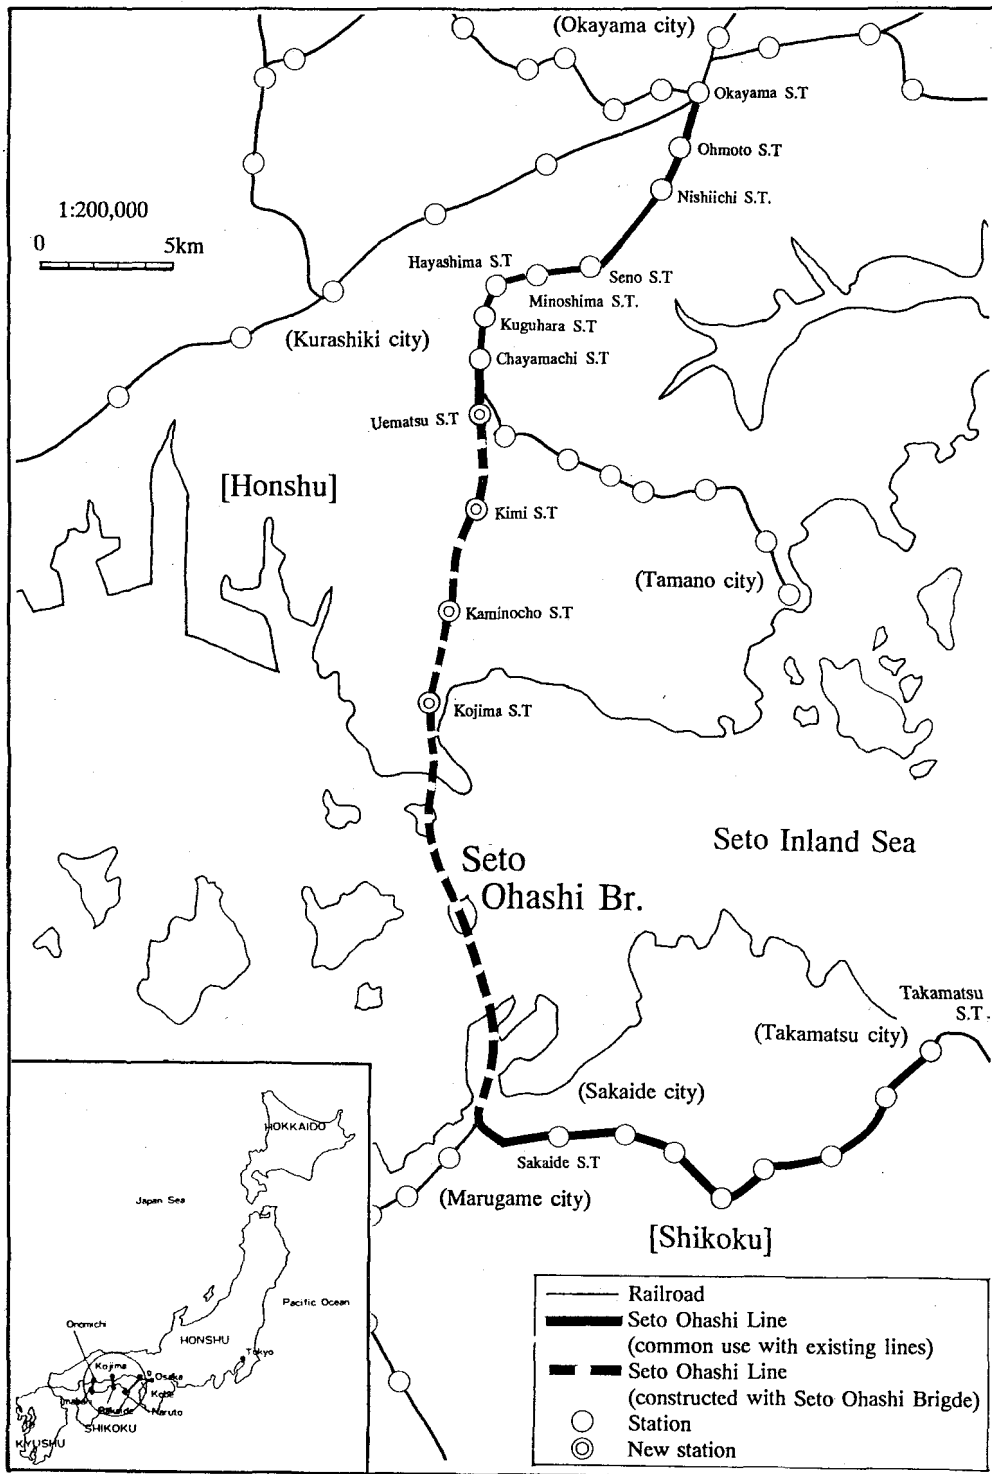 (Okayama city)
Okayama S.T
Ohmoto S.T
Nishiichi S.T.
1:200,000
0 5km
Hayashima S.T
Seno S.T
Minoshima S.T.
Kuguhara S.T
(Kurashiki city)
Chayamachi S.T
Uematsu S.T
[Honshu]
Kimi S.T
(Tamano city)
Kaminocho S.T
Kojima S.T
Seto Inland Sea
Seto
Ohashi Br.
Takamatsu
S.T.
(Takamatsu city)
(Sakaide city)
Sakaide S.T
(Marugame city)
[Shikoku]
HOKKAIDO
Japan Sea
Pacific Ocean
Onomichi
HONSHU
Tokyo
Kojima
Osaka
Kobe
Naruto
SHIKOKU
KYUSHU
Railroad
Seto Ohashi Line
(common use with existing lines)
Seto Ohashi Line
(constructed with Seto Ohashi Brigde)
Station
New station